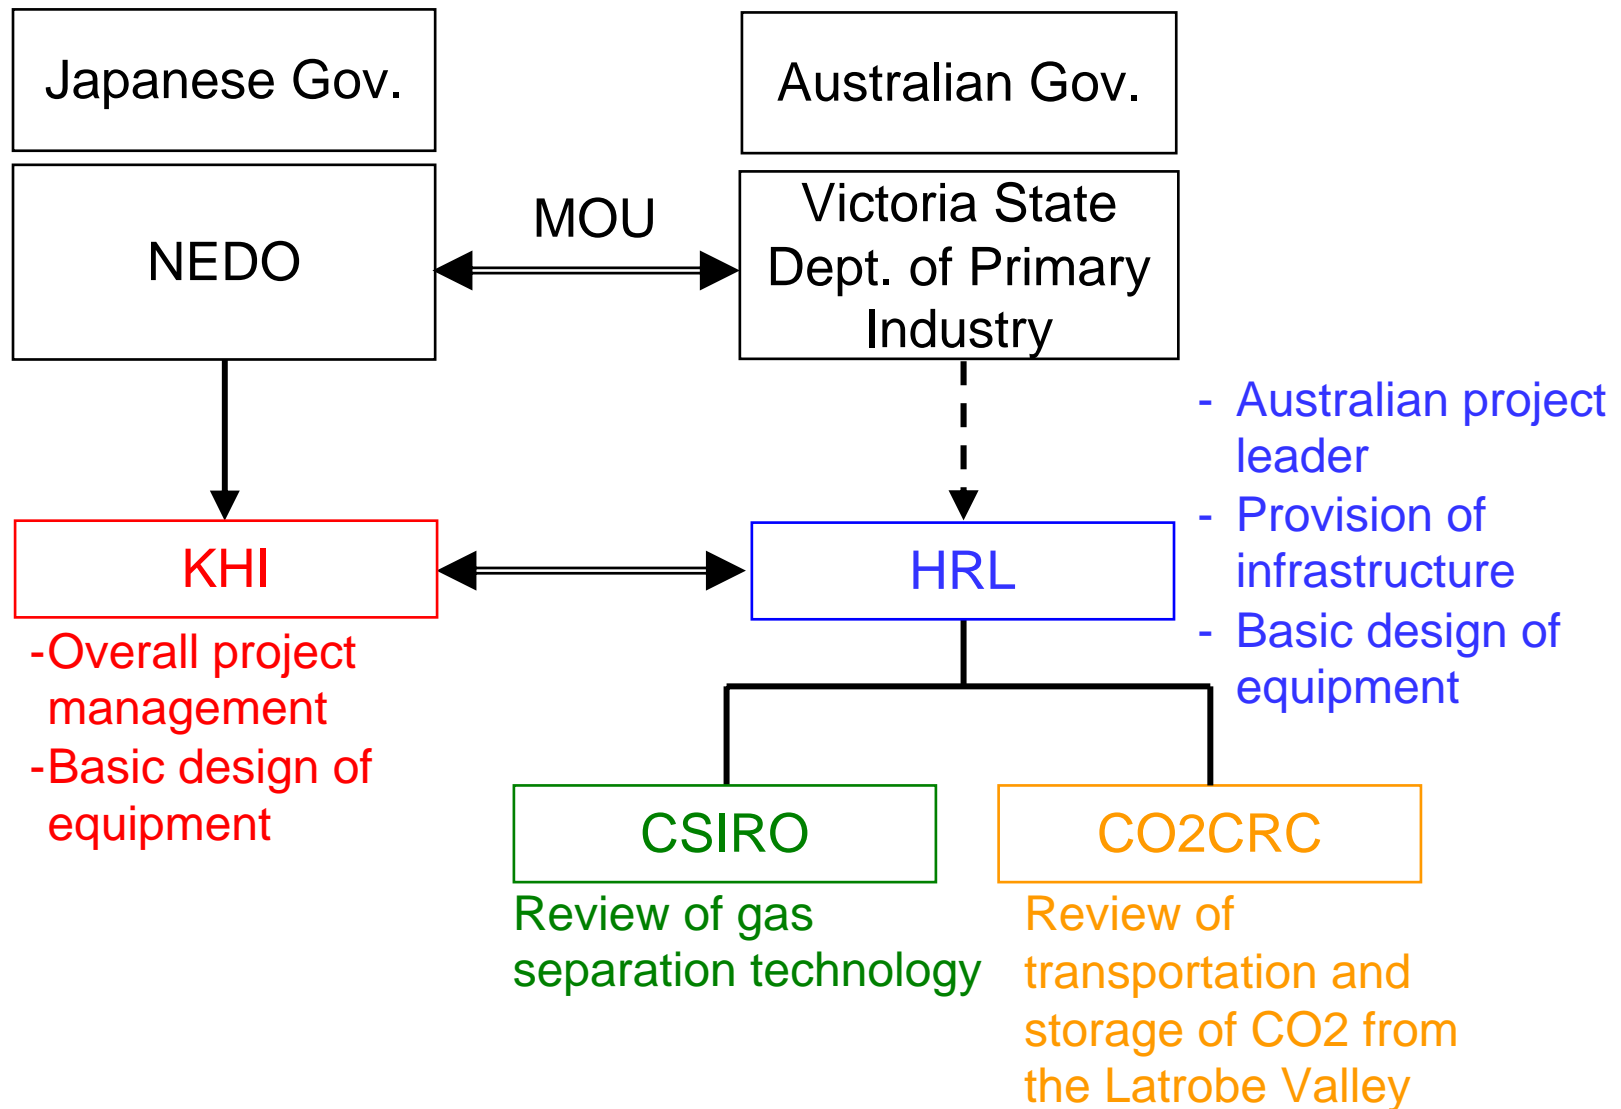 Japanese Gov.
Australian Gov.
NEDO
MOU
Victoria State
Dept. of Primary
Industry
KHI
-Overall project
management
-Basic design of
equipment
HRL
- Australian project
leader
- Provision of
infrastructure
- Basic design of
equipment
CSIRO
Review of gas
separation technology
CO2CRC
Review of
transportation and
storage of CO2 from
the Latrobe Valley